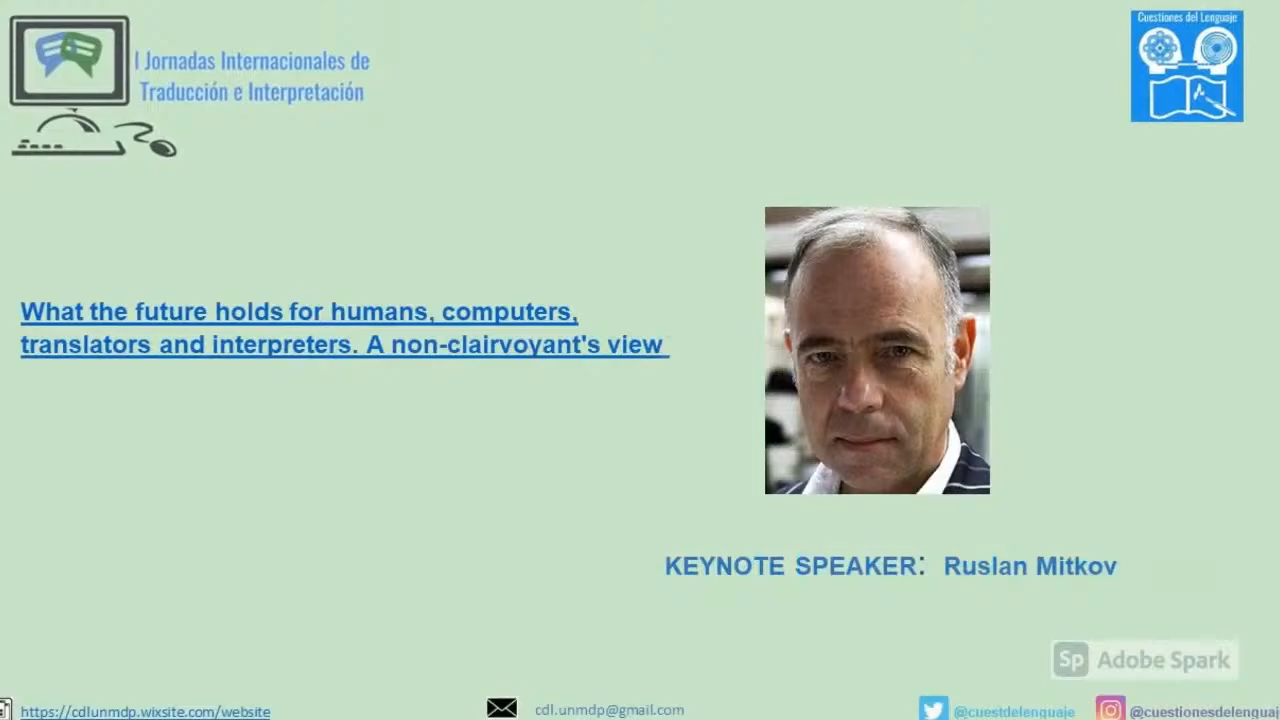 Cuestiones del Lenguaje
I Jornadas Internacionales de
Traducción e Interpretación
What the future holds for humans, computers,
translators and interpreters. A non-clairvoyant's view
KEYNOTE SPEAKER: Ruslan Mitkov
Sp Adobe Spark
https://cdlunmdp.wixsite.com/website
cdl.unmdp@gmail.com
@cuestdelenguaje
@cuestionesdelenguaj